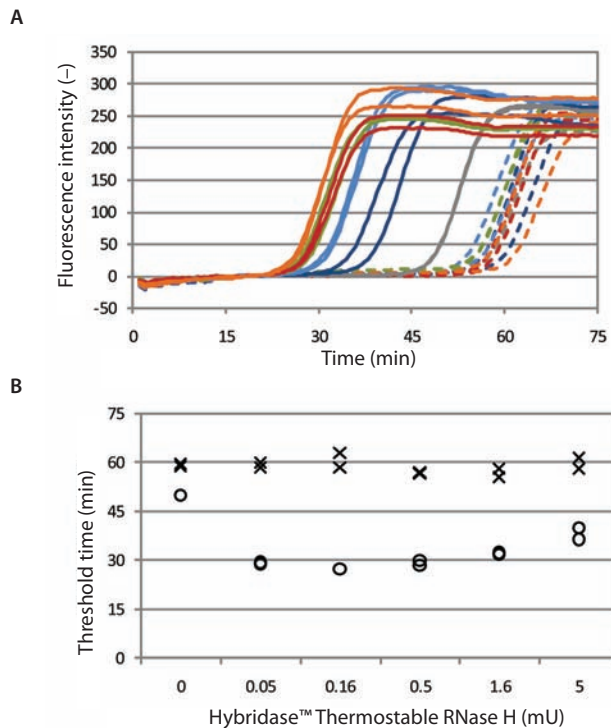 A
Fluorescence intensity (–)
350
300
250
200
150
100
50
0
-50
0 15 30 45 60 75
Time (min)
B
Threshold time (min)
75
60
45
30
15
0
0 0.05 0.16 0.5 1.6 5
Hybridase™ Thermostable RNase H (mU)